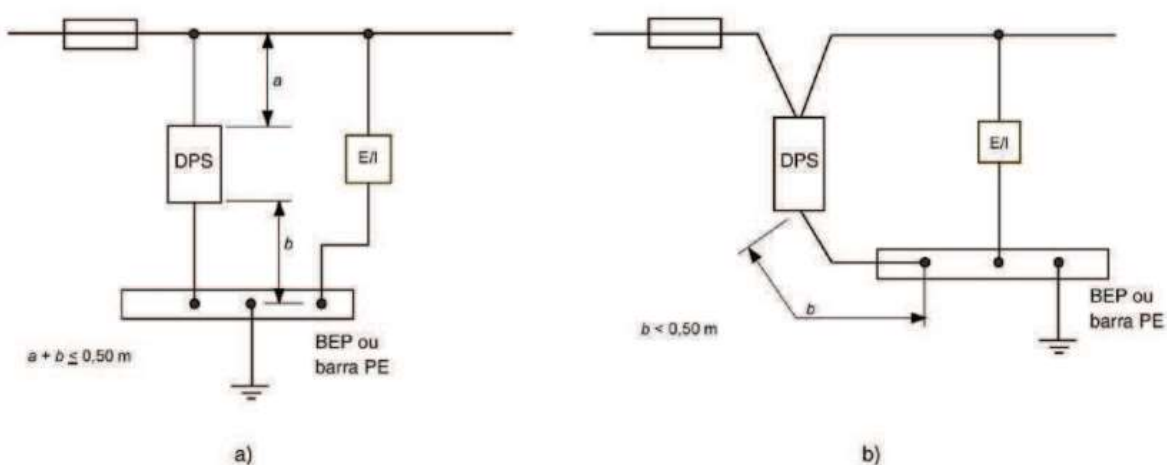 a
DPS
E/I
b
BEP ou
barra PE
a + b ≤ 0,50 m
a)
DPS
E/I
b
b < 0,50 m
BEP ou
barra PE
b)